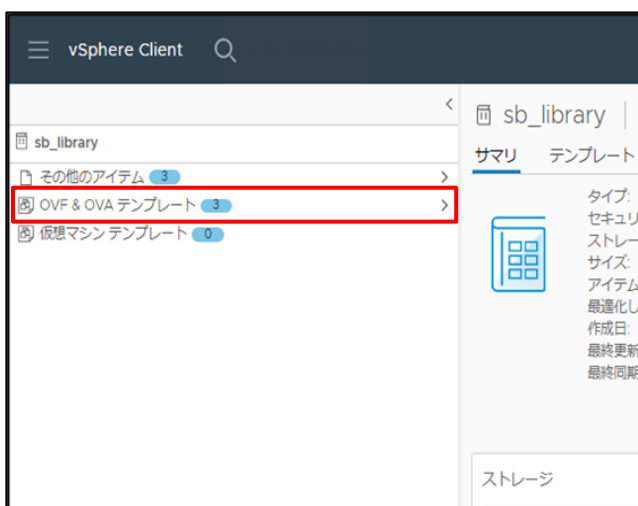 vSphere Client
sb_library
その他のアイテム 3
OVF & OVA テンプレート 3
仮想マシン テンプレート 0
sb_library
サマリ テンプレート
タイプ:
セキュリ
ストレー
サイズ:
アイテム
最適化し
作成日:
最終更新
最終同期
ストレージ